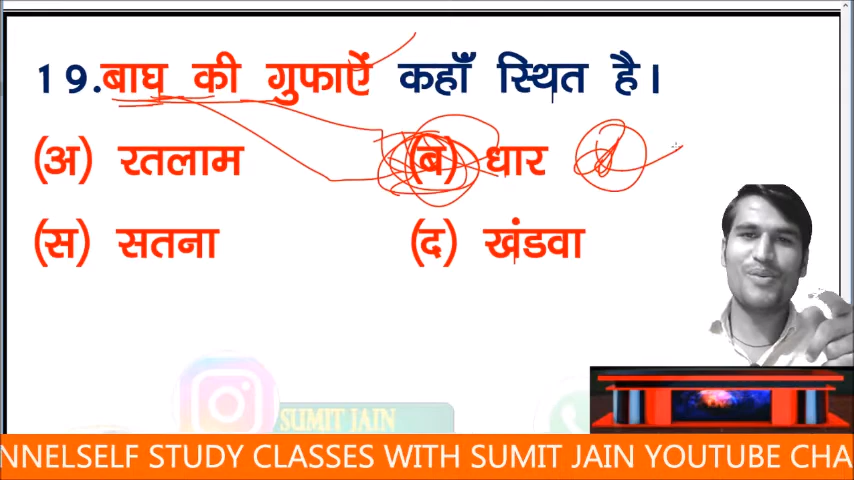 19.बाघ की गुफाऐं कहाँ स्थित है।
(अ) रतलाम (ब) धार
(स) सतना (द) खंडवा
SUMIT JAIN
NNELSELF STUDY CLASSES WITH SUMIT JAIN YOUTUBE CHA